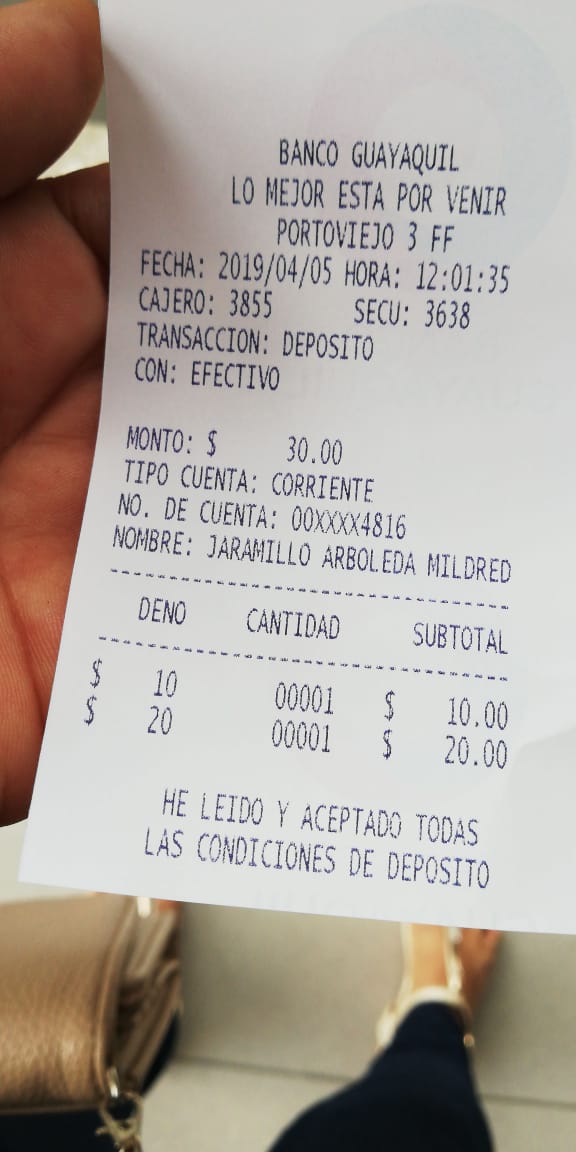 BANCO GUAYAQUIL
LO MEJOR ESTA POR VENIR
PORTOVIEJO 3 FF
FECHA: 2019/04/05 HORA: 12:01:35
CAJERO: 3855 SECU: 3638
TRANSACCION: DEPOSITO
CON: EFECTIVO
MONTO: $ 30.00
TIPO CUENTA: CORRIENTE
NO. DE CUENTA: 00XXXX4816
NOMBRE: JARAMILLO ARBOLEDA MILDRED
DENO CANTIDAD SUBTOTAL
$ 10 00001 $ 10.00
$ 20 00001 $ 20.00
HE LEIDO Y ACEPTADO TODAS
LAS CONDICIONES DE DEPOSITO